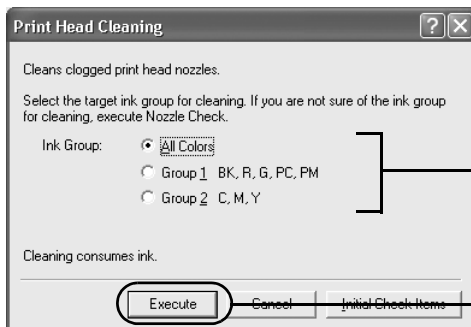 Print Head Cleaning
Cleans clogged print head nozzles.
Select the target ink group for cleaning. If you are not sure of the ink group
for cleaning, execute Nozzle Check.
Ink Group: All Colors
Group 1 BK, R, G, PC, PM
Group 2 C, M, Y
Cleaning consumes ink.
Execute Cancel Initial Check Items